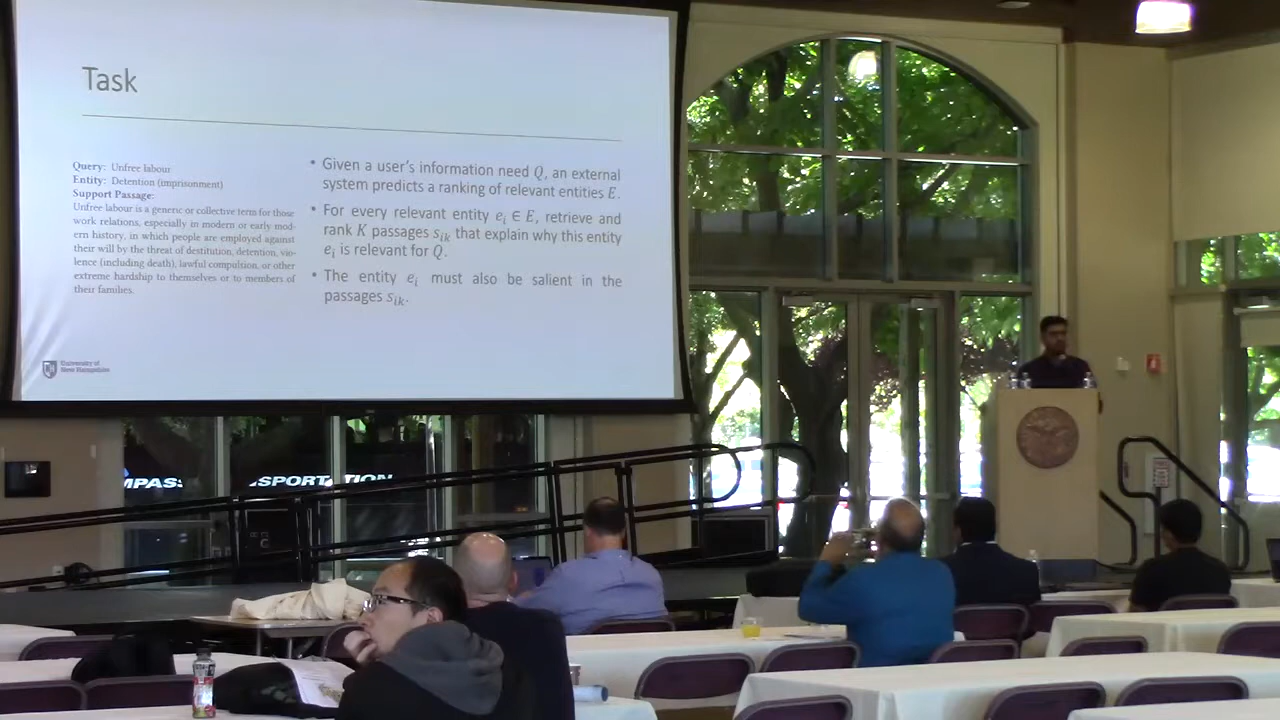 Task
Query: Unfree labour
Entity: Detention (imprisonment)
Support Passage:
Unfree labour is a generic or collective term for those
work relations, especially in modern or early mod-
ern history, in which people are employed against
their will by the threat of destitution, detention, vio-
lence (including death), lawful compulsion, or other
extreme hardship to themselves or to members of
their families.
• Given a user's information need Q, an external
system predicts a ranking of relevant entities E.
• For every relevant entity eᵢ ∈ E, retrieve and
rank K passages sᵢₖ that explain why this entity
eᵢ is relevant for Q.
• The entity eᵢ must also be salient in the
passages sᵢₖ.
University of
New Hampshire
MPASS
SPORTATION